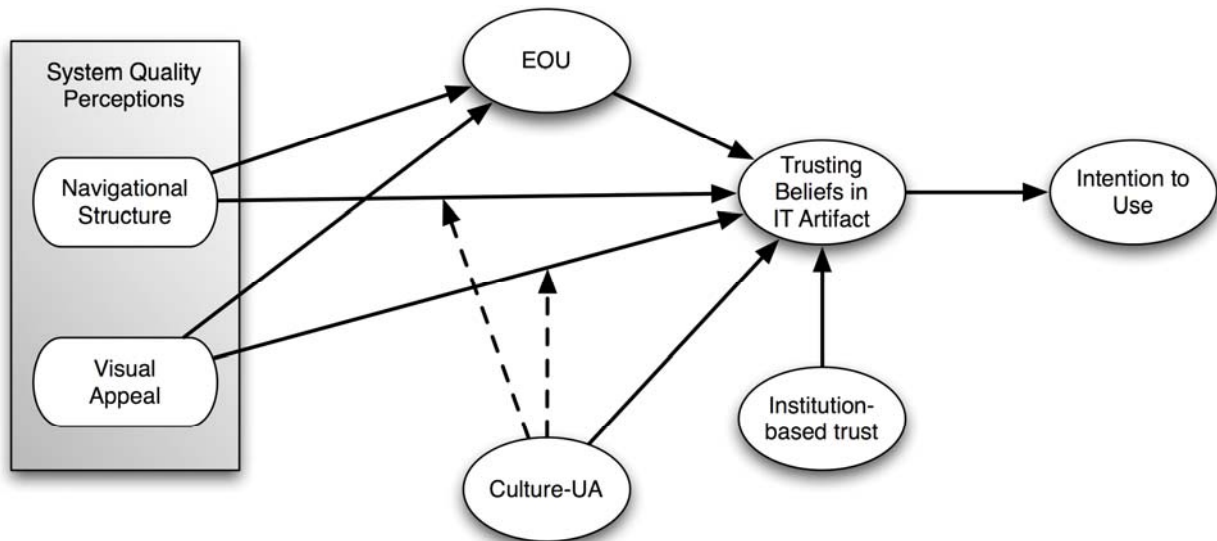 System Quality
Perceptions
Navigational
Structure
Visual
Appeal
EOU
Culture-UA
Trusting
Beliefs in
IT Artifact
Institution-
based trust
Intention to
Use